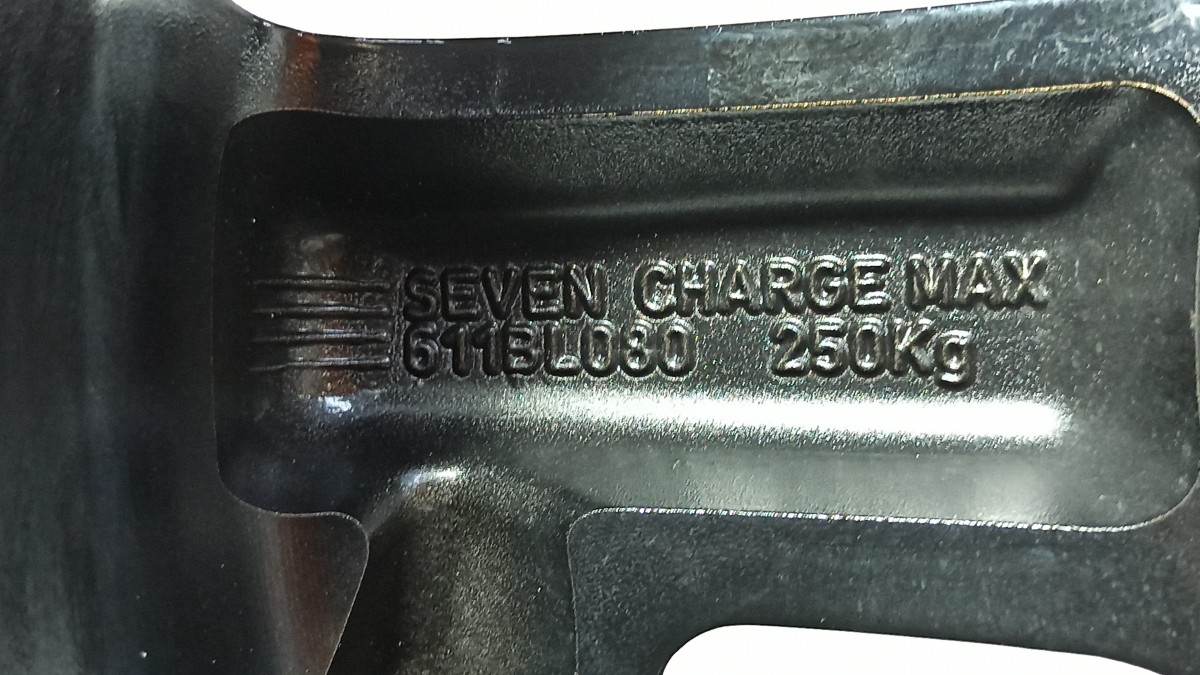 SEVEN CHARGE MAX
611BL080 250Kg